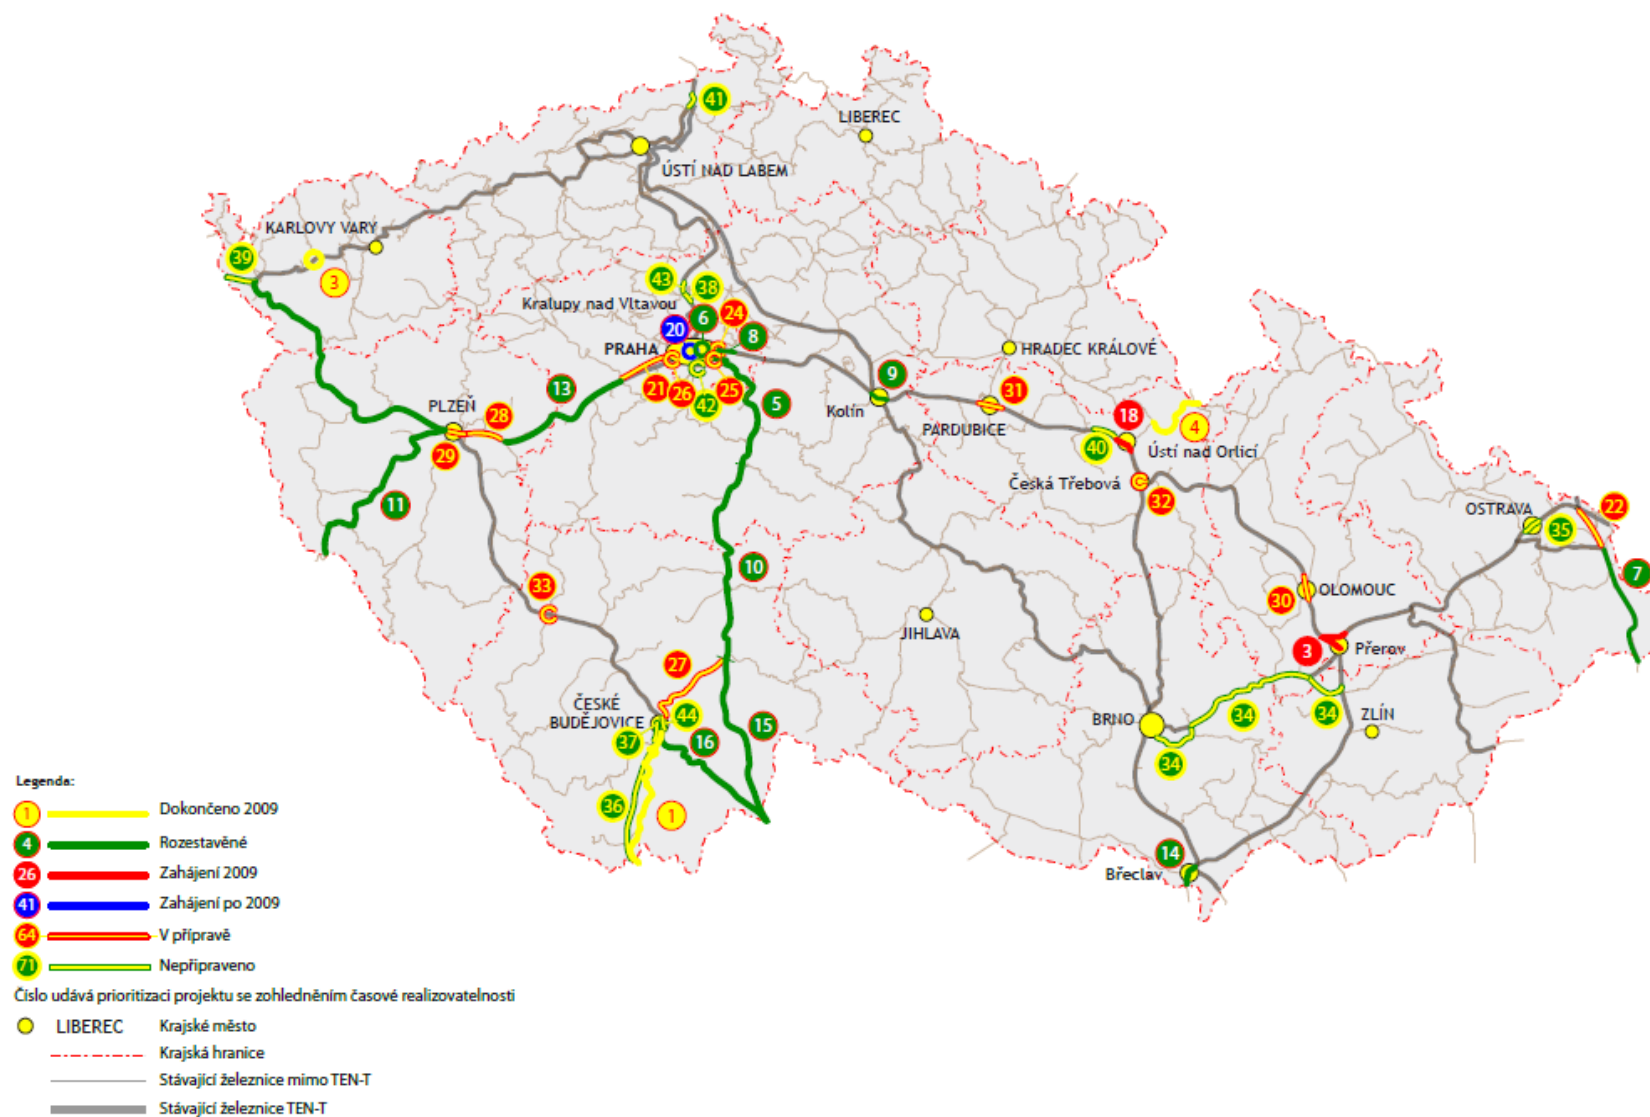 41
LIBEREC
ÚSTÍ NAD LABEM
KARLOVY VARY
39
3
43
38
Kralupy nad Vltavou
6
24
20
8
PRAHA
HRADEC KRÁLOVÉ
21
26
42
25
5
13
9
Kolín
31
PARDUBICE
18
4
40
Ústí nad Orlicí
Česká Třebová
32
PLZEŇ
28
29
11
OSTRAVA
35
22
7
10
33
30
OLOMOUC
JIHLAVA
3
Přerov
27
ČESKÉ
BUDĚJOVICE
44
37
16
15
BRNO
34
34
34
ZLÍN
36
1
14
Břeclav
Legenda:
1 Dokončeno 2009
4 Rozestavěné
26 Zahájení 2009
41 Zahájení po 2009
64 V přípravě
71 Nepřipraveno
Číslo udává prioritizaci projektu se zohledněním časové realizovatelnosti
LIBEREC Krajské město
Krajská hranice
Stávající železnice mimo TEN-T
Stávající železnice TEN-T